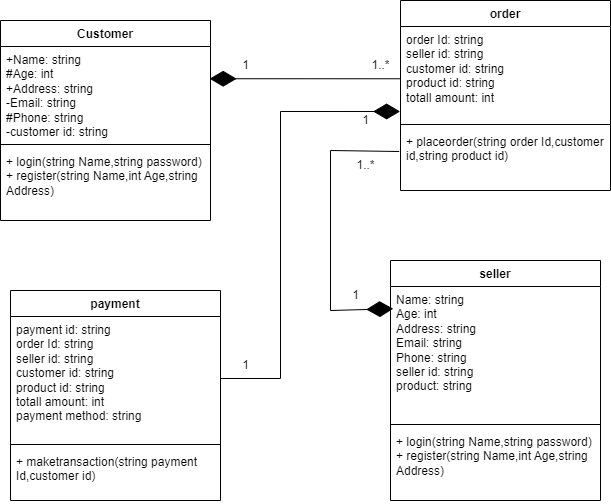 Customer
+Name: string
#Age: int
+Address: string
-Email: string
#Phone: string
-customer id: string
+ login(string Name,string password)
+ register(string Name,int Age,string
Address)
1
1..*
order
order Id: string
seller id: string
customer id: string
product id: string
totall amount: int
+ placeorder(string order Id,customer
id,string product id)
1
1..*
1
1
payment
payment id: string
order Id: string
seller id: string
customer id: string
product id: string
totall amount: int
payment method: string
+ maketransaction(string payment
Id,customer id)
seller
Name: string
Age: int
Address: string
Email: string
Phone: string
seller id: string
product: string
+ login(string Name,string password)
+ register(string Name,int Age,string
Address)